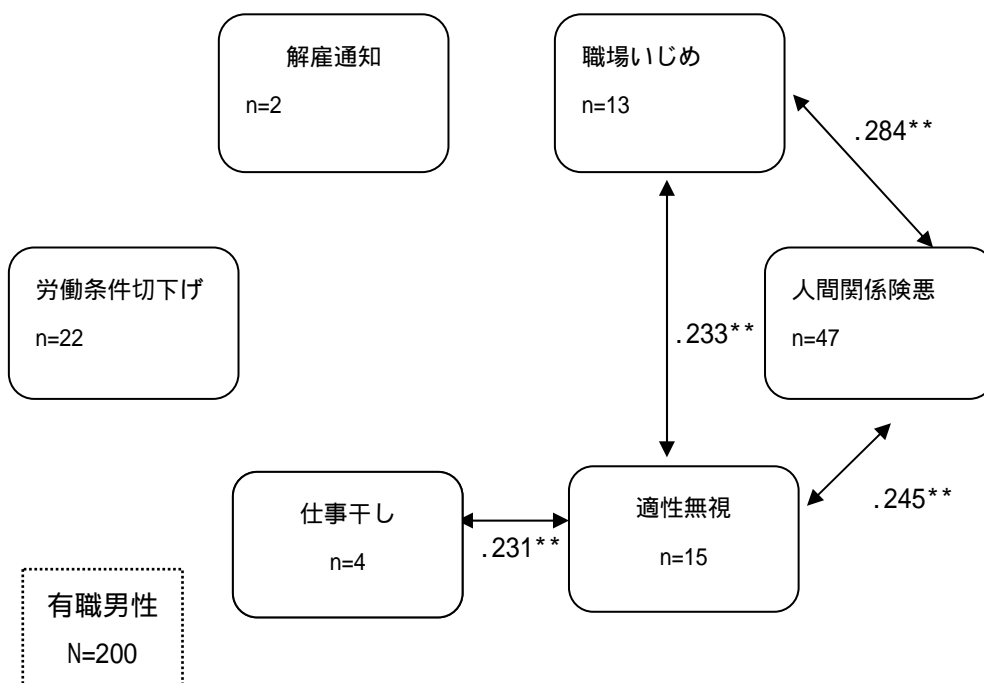 解雇通知
n=2
職場いじめ
n=13
.284**
労働条件切下げ
n=22
人間関係険悪
n=47
.233**
仕事干し
n=4
.231**
適性無視
n=15
.245**
有職男性
N=200